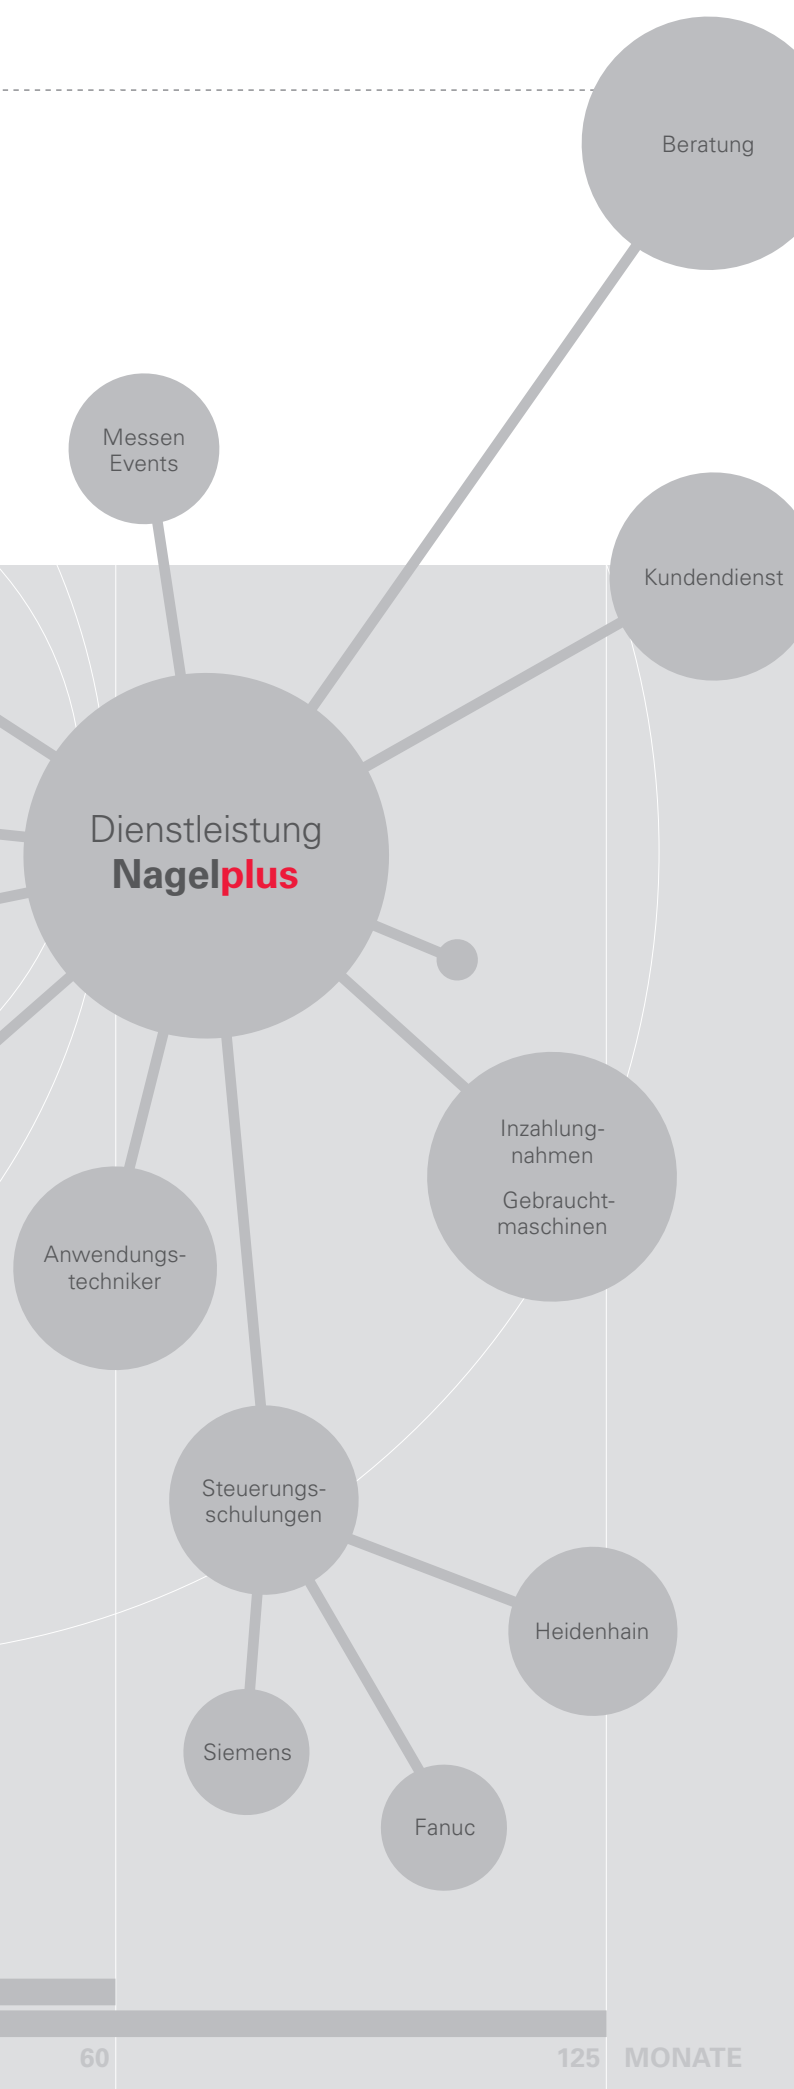 Beratung
Messen
Events
Kundendienst
Dienstleistung
Nagelplus
Inzahlung-
nahmen
Gebraucht-
maschinen
Anwendungs-
techniker
Steuerungs-
schulungen
Heidenhain
Siemens
Fanuc
60
125 MONATE